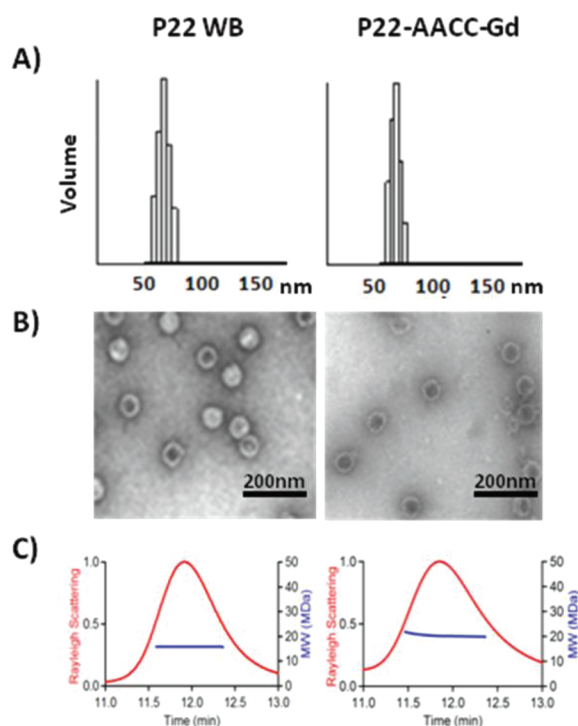 P22 WB P22-AACC-Gd
A)
Volume
50 100 150 nm 50 100 150 nm
B)
200nm 200nm
C)
Rayleigh Scattering
1.0
0.5
0.0
50
40
30
20
10
0
MW (MDa)
11.0 11.5 12.0 12.5 13.0
Time (min)
Rayleigh Scattering
1.0
0.5
0.0
50
40
30
20
10
0
MW (MDa)
11.0 11.5 12.0 12.5 13.0
Time (min)